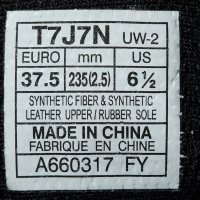 T7J7N UW-2
EURO mm US
37.5 235(2.5) 6½
SYNTHETIC FIBER & SYNTHETIC
LEATHER UPPER / RUBBER SOLE
MADE IN CHINA
FABRIQUE EN CHINE
A660317 FY